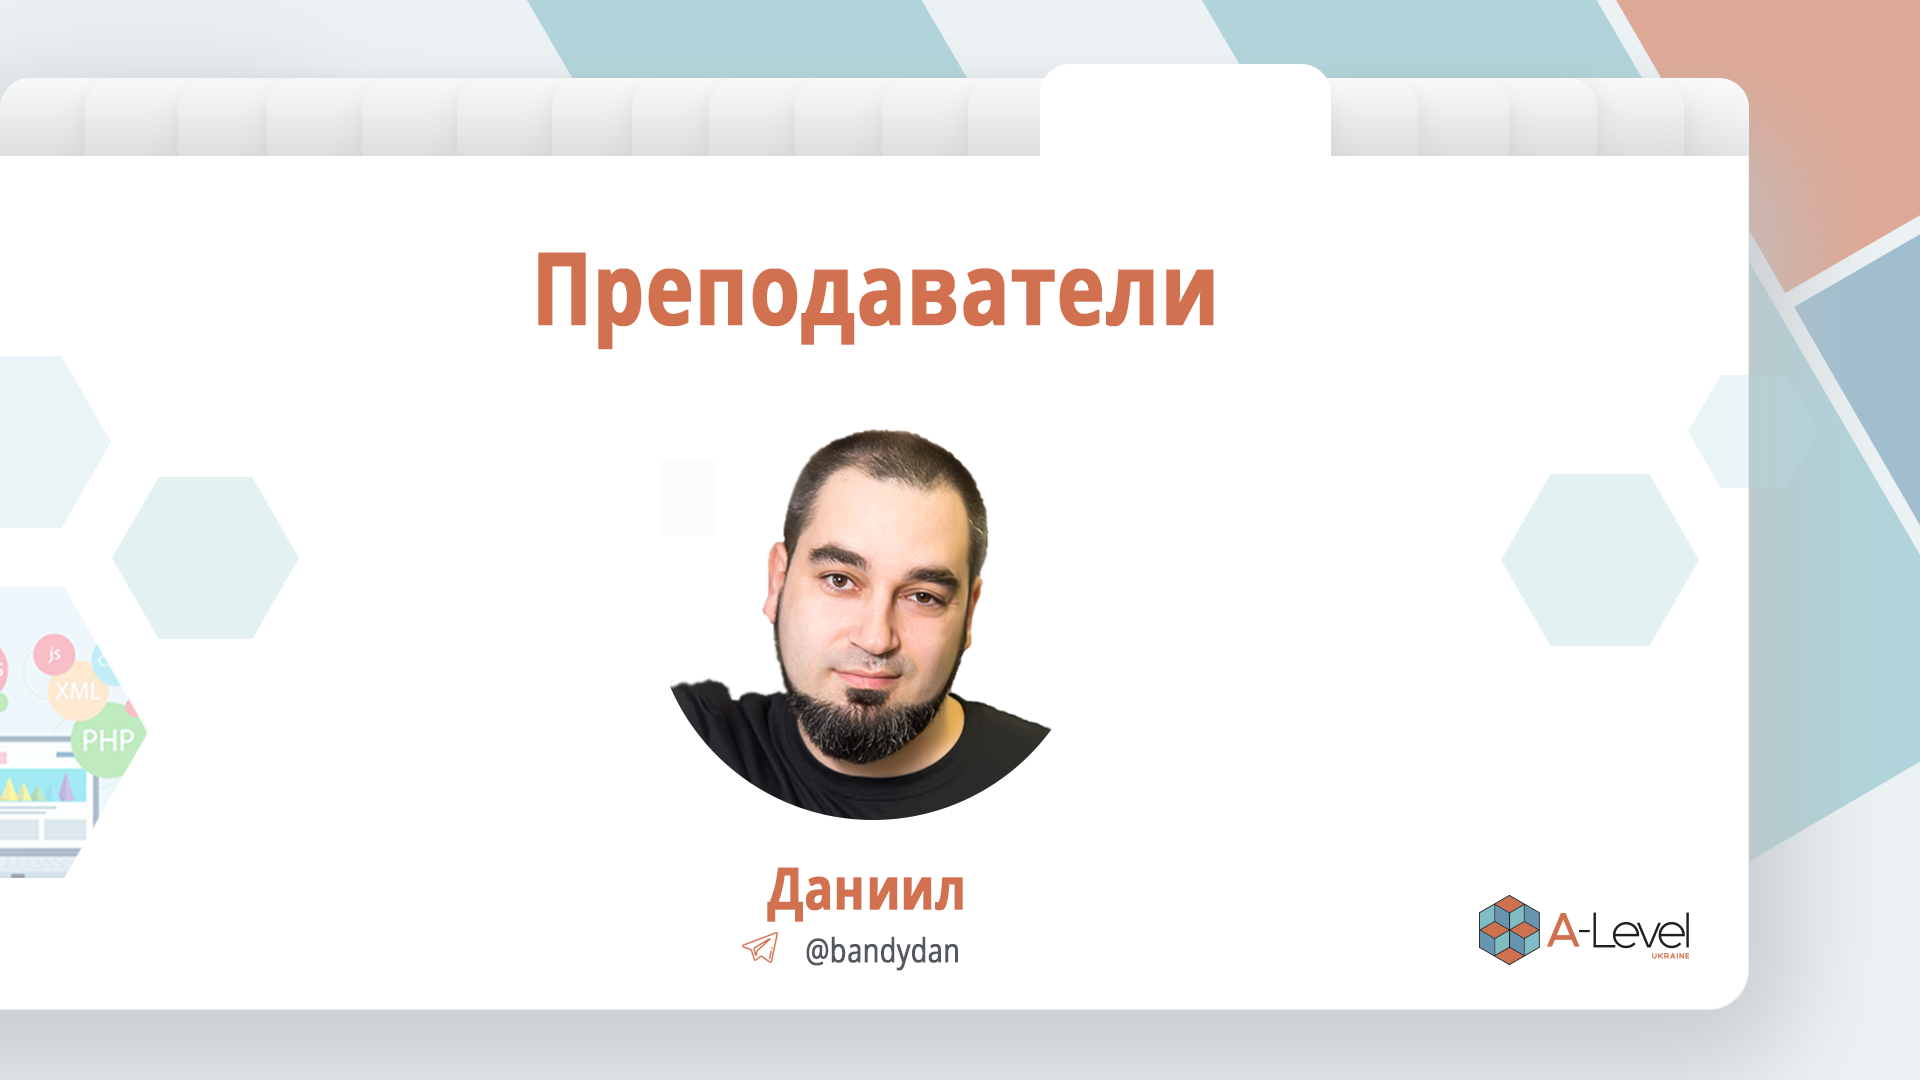 Преподаватели
js
XML
PHP
Даниил
@bandydan
A-Level
UKRAINE